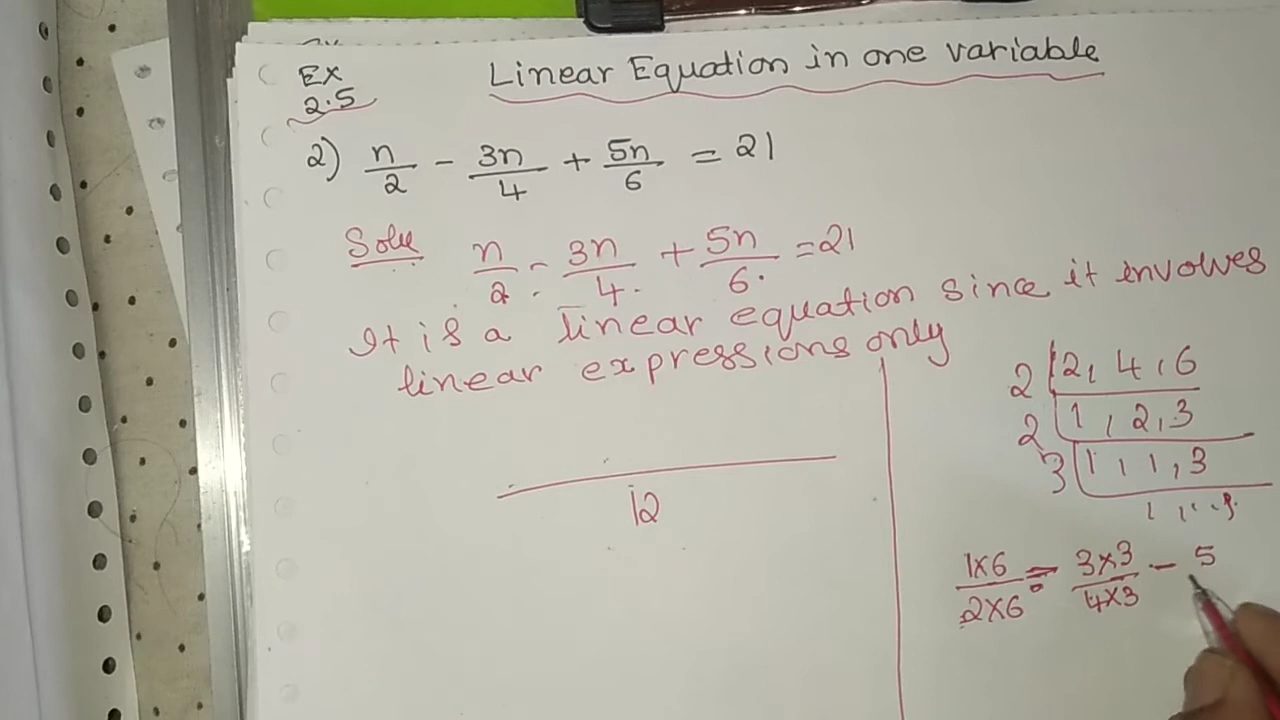 Ex
2.5
Linear Equation in one variable
2) n/2 - 3n/4 + 5n/6 = 21
n/2 - 3n/4 + 5n/6 = 21
It is a linear equation since it involves
linear expressions only
12
2 | 2, 4, 6
2 | 1, 2, 3
3 | 1, 1, 3
1×6/2×6 = 3×3/4×3 - 5